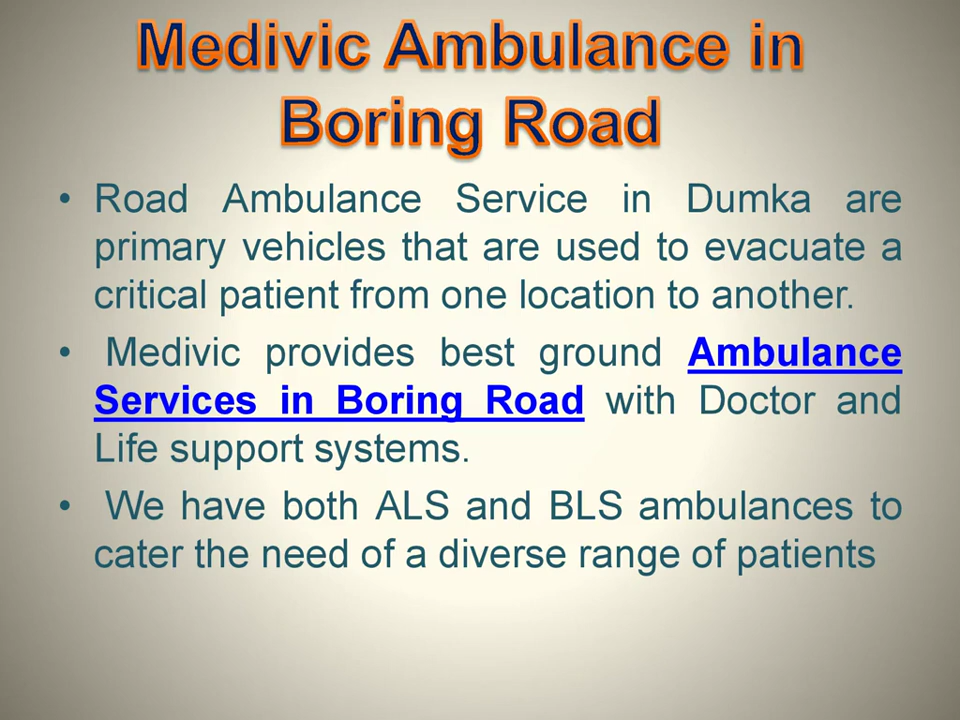 Medivic Ambulance in
Boring Road
• Road Ambulance Service in Dumka are
primary vehicles that are used to evacuate a
critical patient from one location to another.
• Medivic provides best ground Ambulance
Services in Boring Road with Doctor and
Life support systems.
• We have both ALS and BLS ambulances to
cater the need of a diverse range of patients